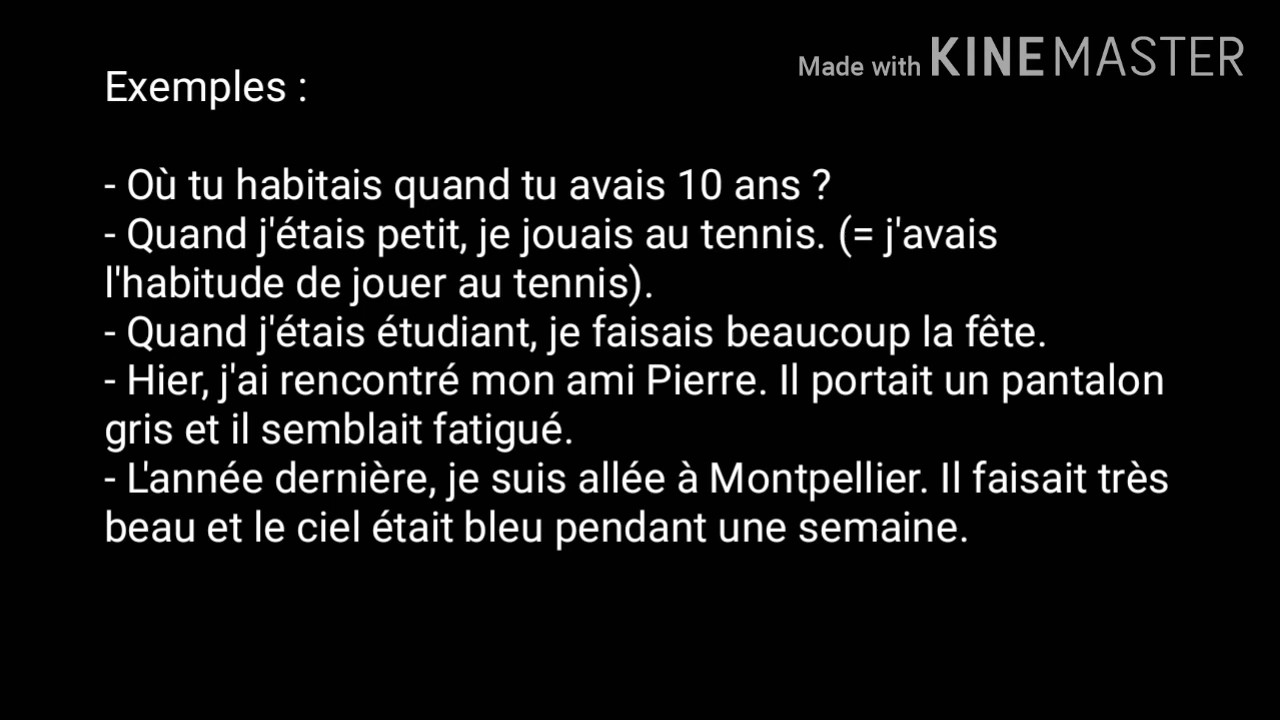 Made with KINEMASTER
Exemples :
- Où tu habitais quand tu avais 10 ans ?
- Quand j'étais petit, je jouais au tennis. (= j'avais
l'habitude de jouer au tennis).
- Quand j'étais étudiant, je faisais beaucoup la fête.
- Hier, j'ai rencontré mon ami Pierre. Il portait un pantalon
gris et il semblait fatigué.
- L'année dernière, je suis allée à Montpellier. Il faisait très
beau et le ciel était bleu pendant une semaine.